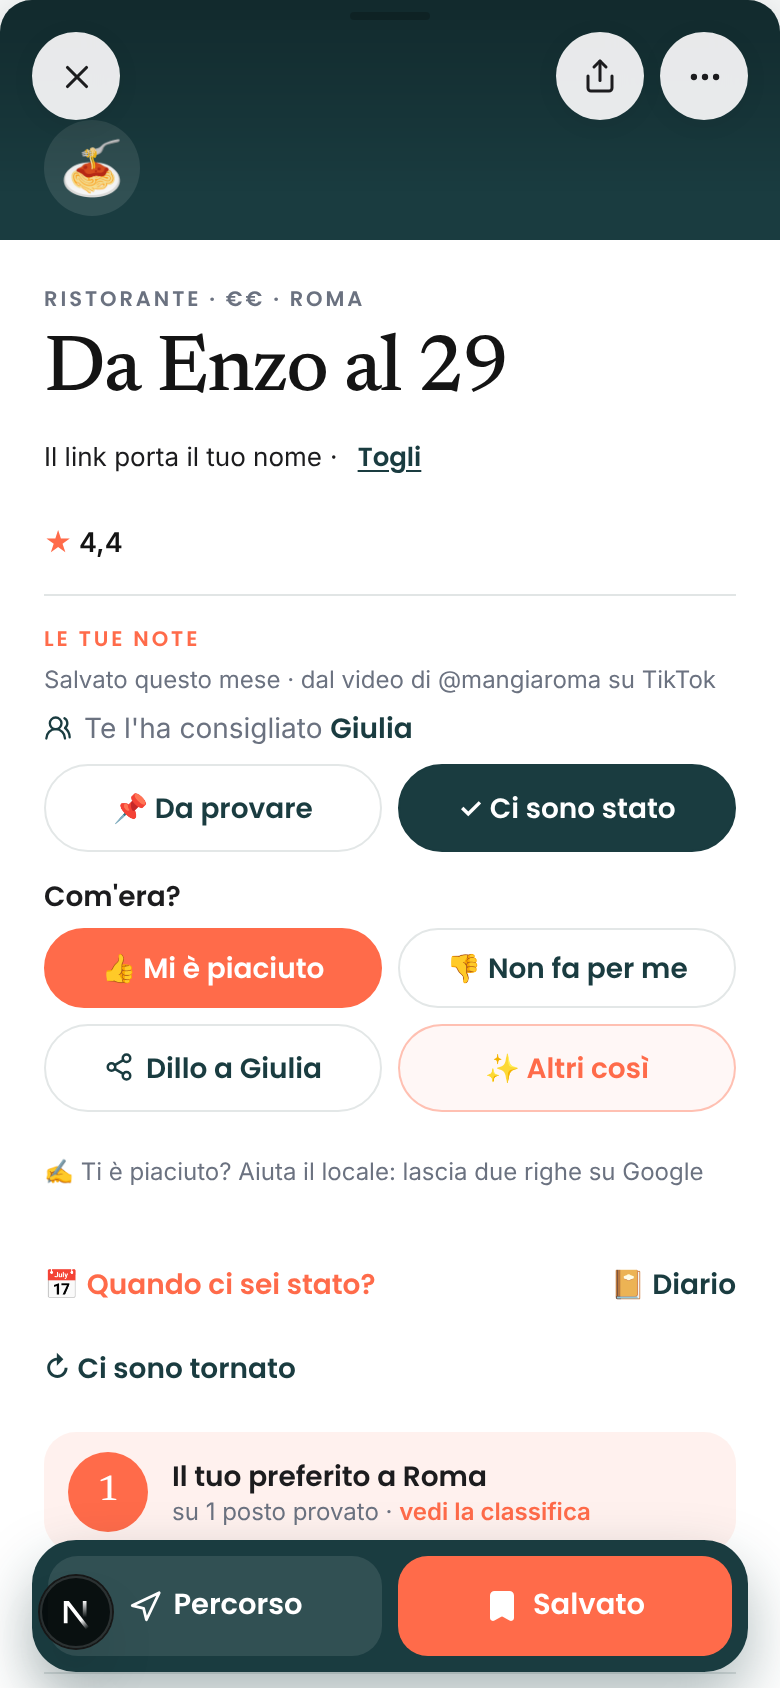 RISTORANTE · €€ · ROMA
Da Enzo al 29
Il link porta il tuo nome · Togli
★ 4,4
LE TUE NOTE
Salvato questo mese · dal video di @mangiaroma su TikTok
Te l'ha consigliato Giulia
📌 Da provare
✓ Ci sono stato
Com'era?
👍 Mi è piaciuto
👎 Non fa per me
Dillo a Giulia
✨ Altri così
✍️ Ti è piaciuto? Aiuta il locale: lascia due righe su Google
📅 Quando ci sei stato?
📔 Diario
↻ Ci sono tornato
1
Il tuo preferito a Roma
su 1 posto provato · vedi la classifica
N
Percorso
Salvato